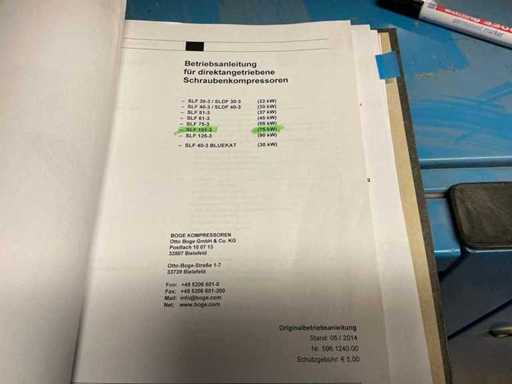 Betriebsanleitung
für direktangetriebene
Schraubenkompressoren
– SLF 30-3 / SLDF 30-3 (22 kW)
– SLF 40-3 / SLDF 40-3 (30 kW)
– SLF 51-3 (37 kW)
– SLF 61-3 (45 kW)
– SLF 75-3 (55 kW)
– SLF 101-3 (75 kW)
– SLF 125-3 (90 kW)
– SLF 40-3 BLUEKAT (30 kW)
BOGE KOMPRESSOREN
Otto Boge GmbH & Co. KG
Postfach 10 07 13
33507 Bielefeld
Otto-Boge-Straße 1-7
33739 Bielefeld
Fon: +49 5206 601-0
Fax: +49 5206 601-200
Mail: info@boge.com
Net: www.boge.com
Originalbetriebsanleitung
Stand: 05 / 2014
Nr. 596.1240.00
Schutzgebühr: € 5,00
permanent marker